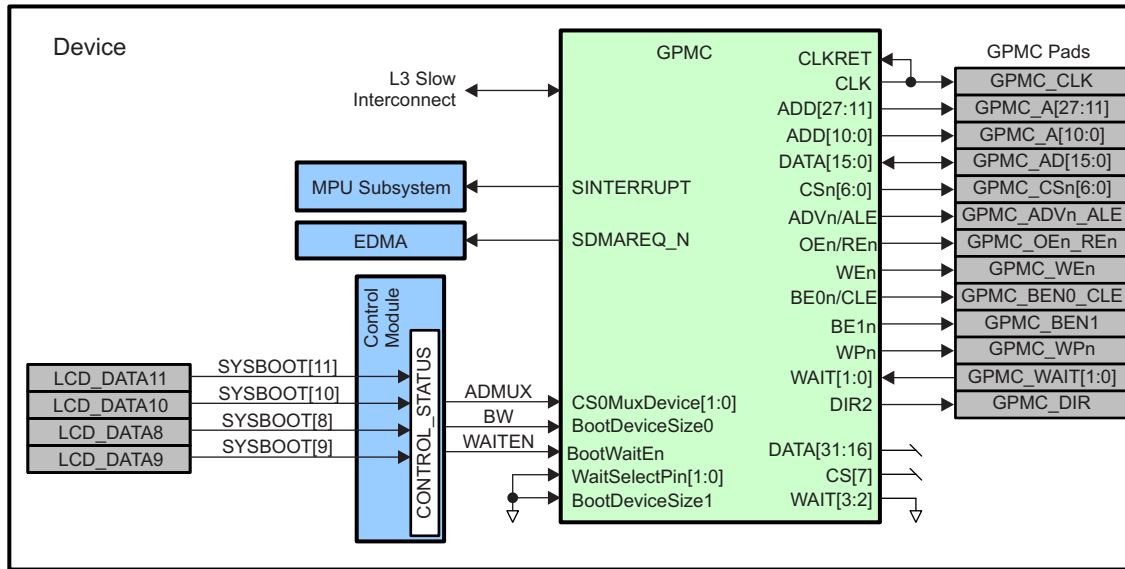 Device
GPMC
GPMC Pads
L3 Slow
Interconnect
MPU Subsystem
EDMA
SINTERRUPT
SDMAREQ_N
Control
Module
CONTROL_STATUS
LCD_DATA11
LCD_DATA10
LCD_DATA8
LCD_DATA9
SYSBOOT[11]
SYSBOOT[10]
SYSBOOT[8]
SYSBOOT[9]
ADMUX
BW
WAITEN
CS0MuxDevice[1:0]
BootDeviceSize0
BootWaitEn
WaitSelectPin[1:0]
BootDeviceSize1
CLKRET
CLK
ADD[27:11]
ADD[10:0]
DATA[15:0]
CSn[6:0]
ADVn/ALE
OEn/REn
WEn
BE0n/CLE
BE1n
WPn
WAIT[1:0]
DIR2
DATA[31:16]
CS[7]
WAIT[3:2]
GPMC_CLK
GPMC_A[27:11]
GPMC_A[10:0]
GPMC_AD[15:0]
GPMC_CSn[6:0]
GPMC_ADVn_ALE
GPMC_OEn_REn
GPMC_WEn
GPMC_BEN0_CLE
GPMC_BEN1
GPMC_WPn
GPMC_WAIT[1:0]
GPMC_DIR